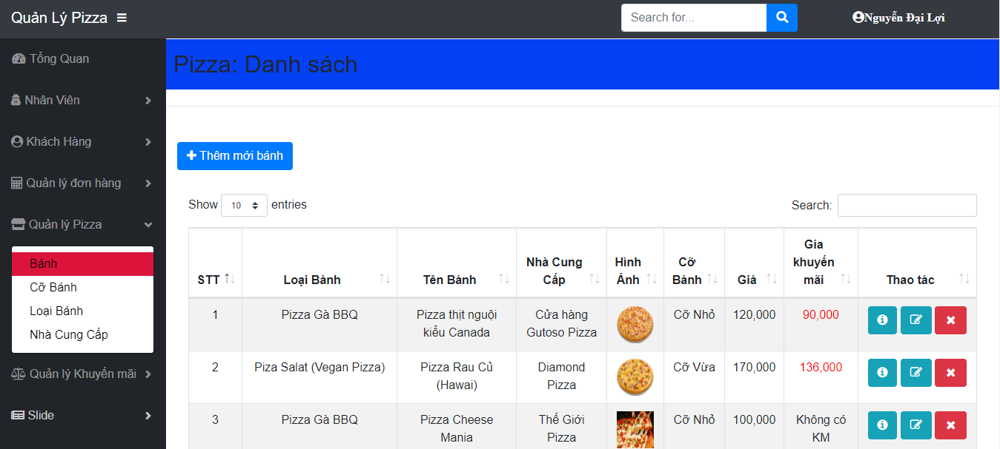 Quản Lý Pizza
Search for...
Nguyễn Đại Lợi
Tổng Quan
Nhân Viên
Khách Hàng
Quản lý đơn hàng
Quản lý Pizza
Bánh
Cỡ Bánh
Loại Bánh
Nhà Cung Cấp
Quản lý Khuyến mãi
Slide
Pizza: Danh sách
Thêm mới bánh
Show 10 entries
Search:
STT
Loại Bánh
Tên Bánh
Nhà Cung
Cấp
Hình
Ảnh
Cỡ
Bánh
Giá
Gía
khuyến
mãi
Thao tác
1
Pizza Gà BBQ
Pizza thịt nguội
kiểu Canada
Cửa hàng
Gutoso Pizza
Cỡ Nhỏ
120,000
90,000
2
Piza Salat (Vegan Pizza)
Pizza Rau Củ
(Hawai)
Diamond
Pizza
Cỡ Vừa
170,000
136,000
3
Pizza Gà BBQ
Pizza Cheese
Mania
Thế Giới
Pizza
Cỡ Nhỏ
100,000
Không có
KM